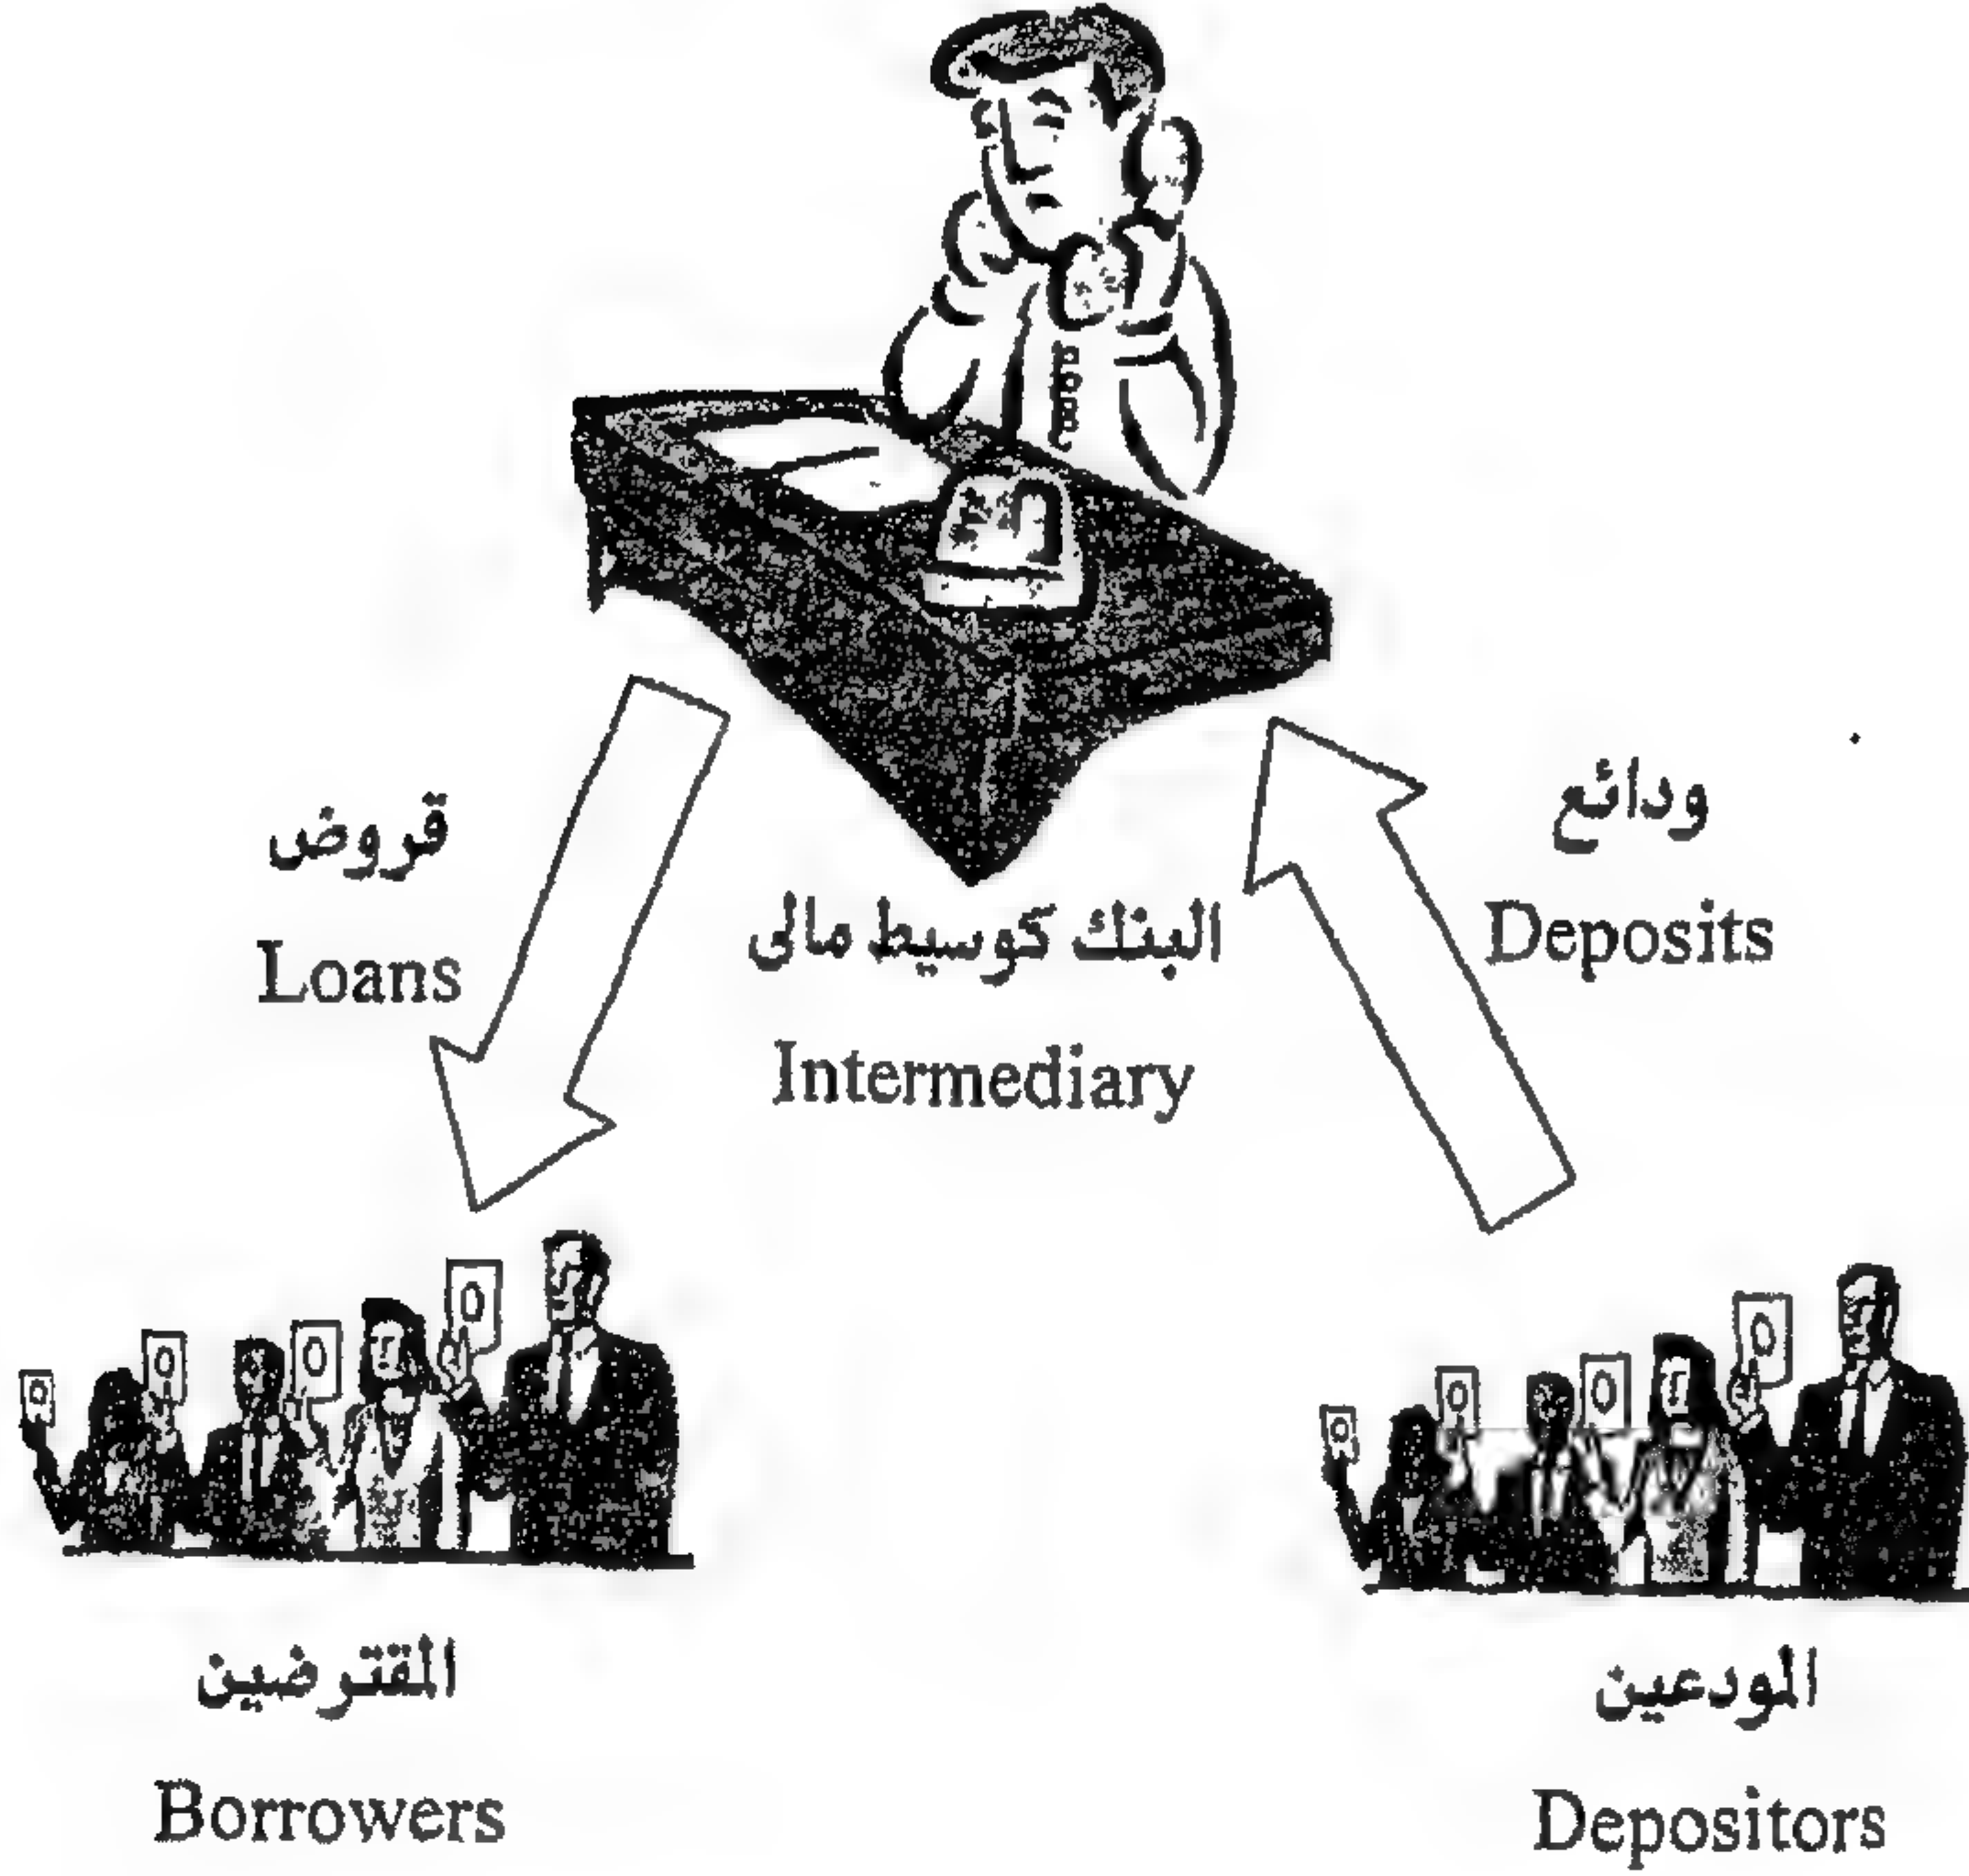 ودائع
Deposits
قروض
Loans
البنك كوسيط مالى
Intermediary
المقترضين
Borrowers
المودعين
Depositors